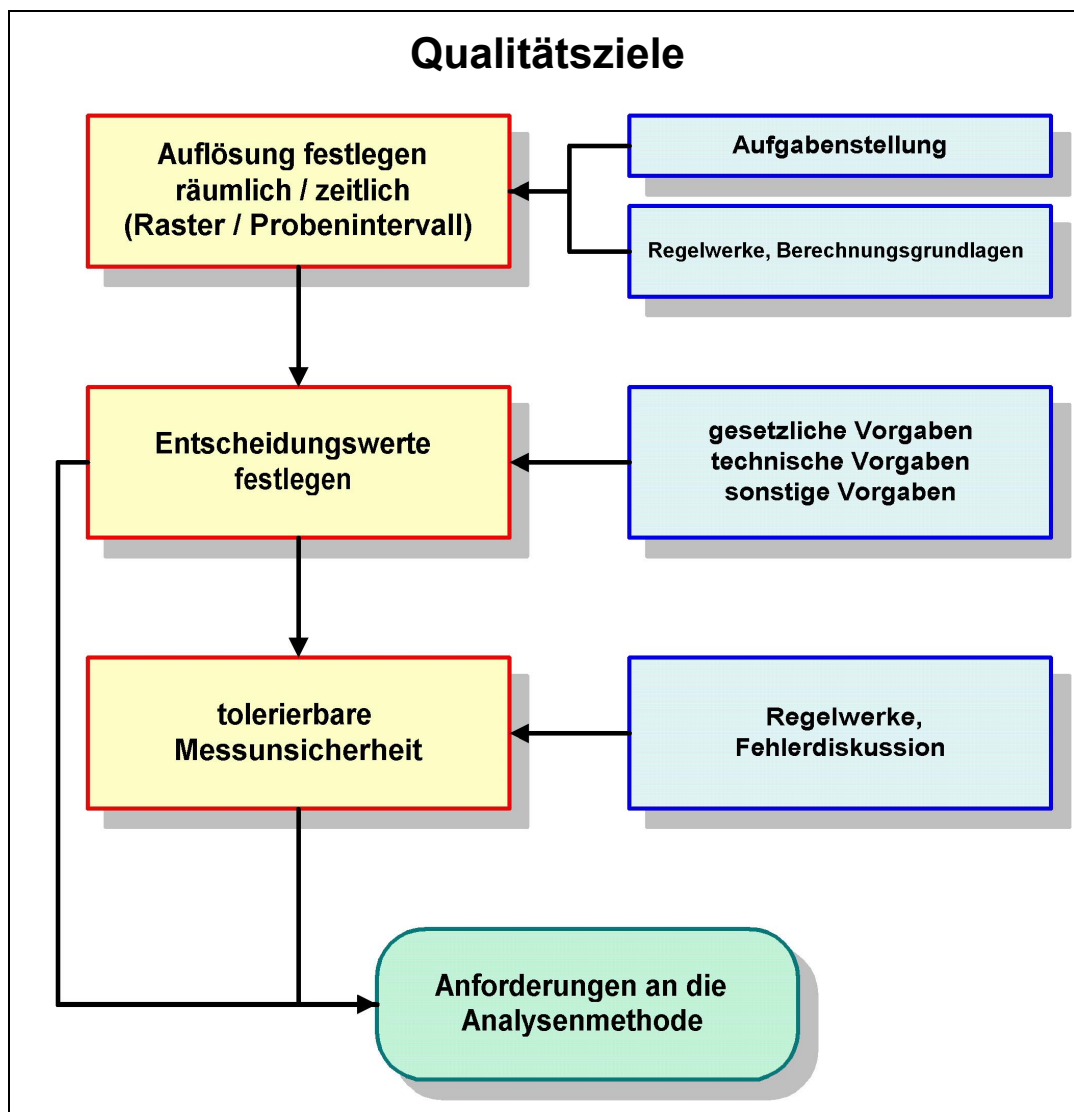 Qualitätsziele
Auflösung festlegen
räumlich / zeitlich
(Raster / Probenintervall)
Aufgabenstellung
Regelwerke, Berechnungsgrundlagen
Entscheidungswerte
festlegen
gesetzliche Vorgaben
technische Vorgaben
sonstige Vorgaben
tolerierbare
Messunsicherheit
Regelwerke,
Fehlerdiskussion
Anforderungen an die
Analysenmethode